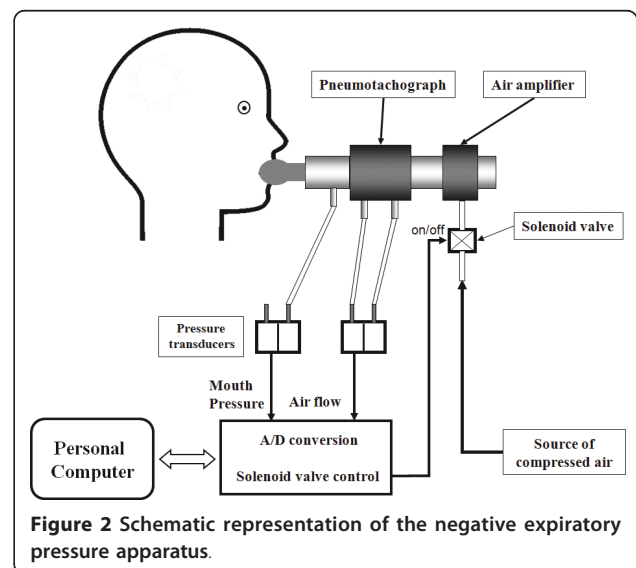 Pneumotachograph
Air amplifier
on/off
Solenoid valve
Pressure
transducers
Mouth
Pressure
Air flow
Personal
Computer
A/D conversion
Solenoid valve control
Source of
compressed air
Figure 2 Schematic representation of the negative expiratory
pressure apparatus.